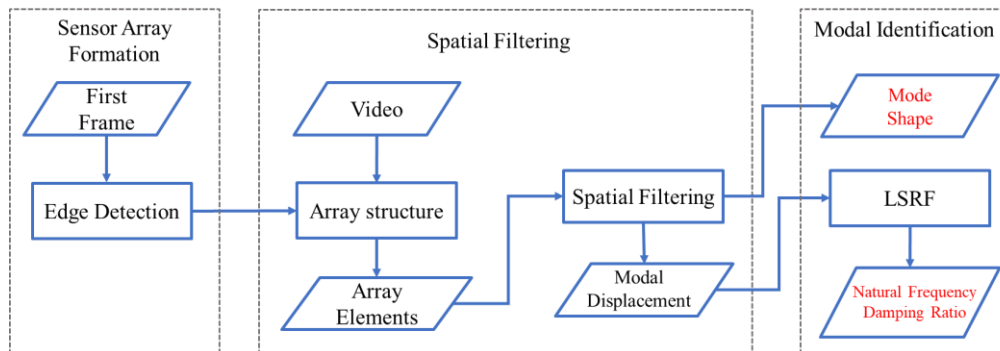 Sensor Array
Formation
First
Frame
Edge Detection
Spatial Filtering
Video
Array structure
Array
Elements
Spatial Filtering
Modal
Displacement
Modal Identification
Mode
Shape
LSRF
Natural Frequency
Damping Ratio